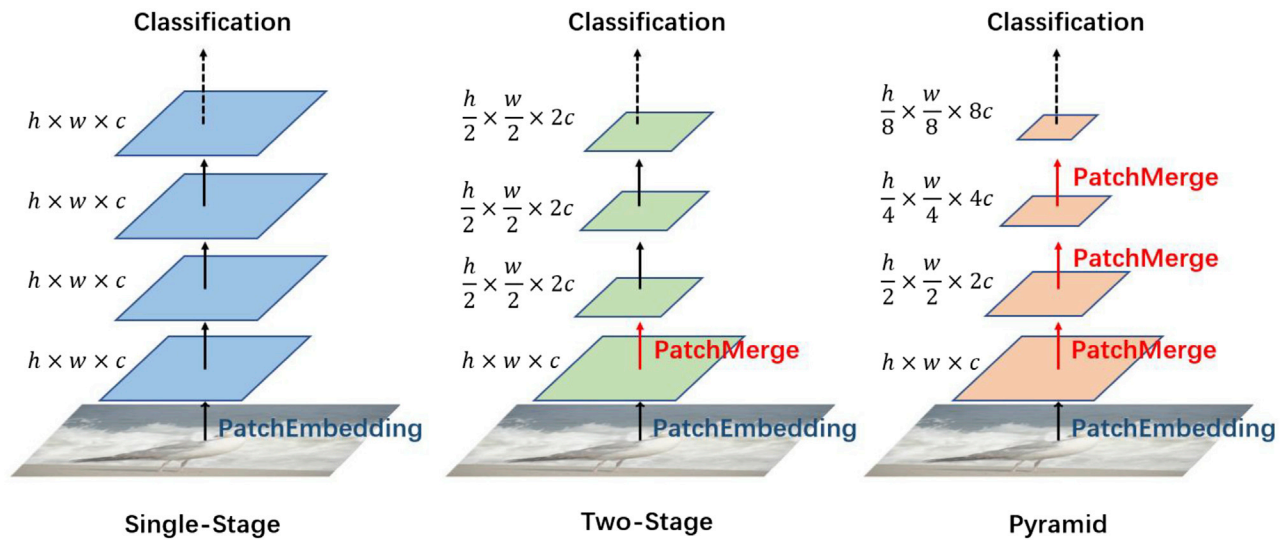 Classification
h × w × c
h × w × c
h × w × c
h × w × c
PatchEmbedding
Single-Stage
Classification
h/2 × w/2 × 2c
h/2 × w/2 × 2c
h/2 × w/2 × 2c
PatchMerge
h × w × c
PatchEmbedding
Two-Stage
Classification
h/8 × w/8 × 8c
PatchMerge
h/4 × w/4 × 4c
PatchMerge
h/2 × w/2 × 2c
PatchMerge
h × w × c
PatchEmbedding
Pyramid